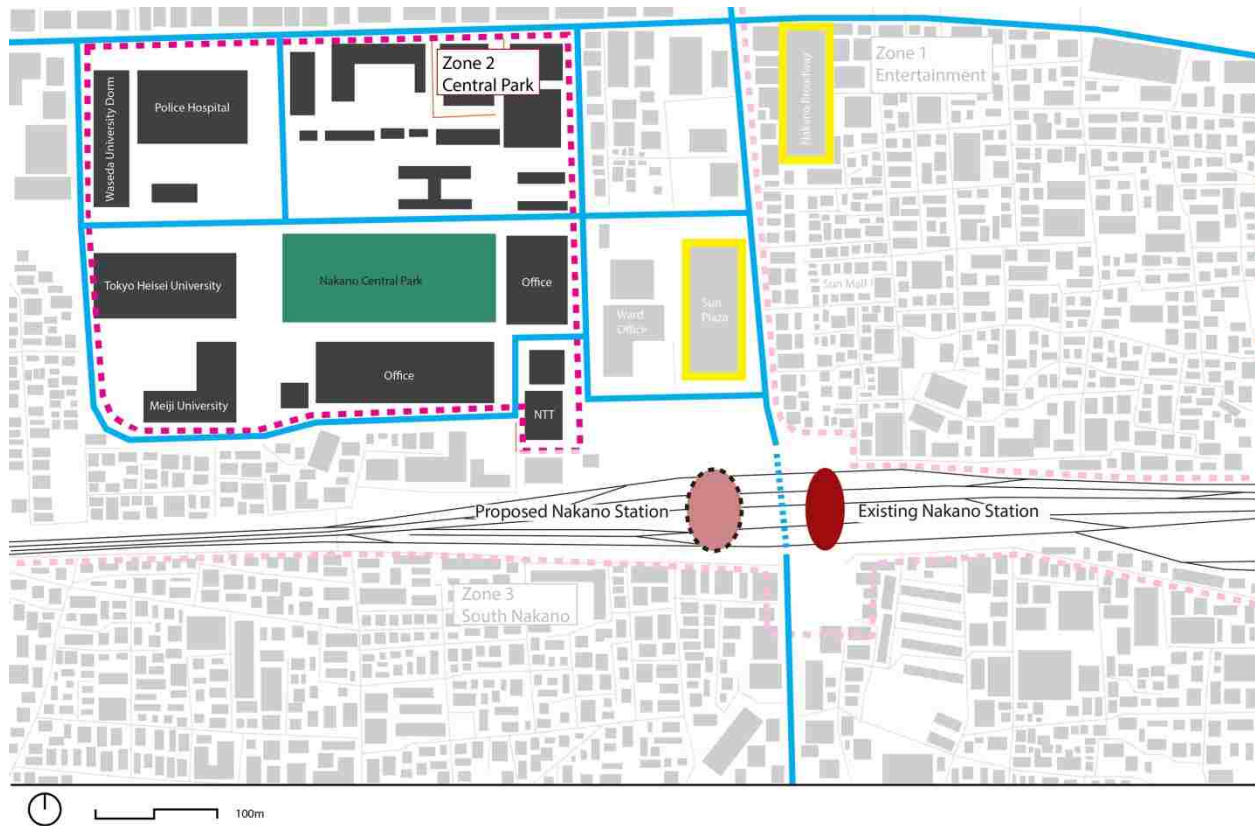 Zone 2
Central Park
Zone 1
Entertainment
Waseda University Dorm
Police Hospital
Nakano Broadway
Tokyo Heisei University
Nakano Central Park
Office
Sun
Plaza
Sun Mall
Ward
Office
Meiji University
Office
NTT
Proposed Nakano Station
Existing Nakano Station
Zone 3
South Nakano
100m